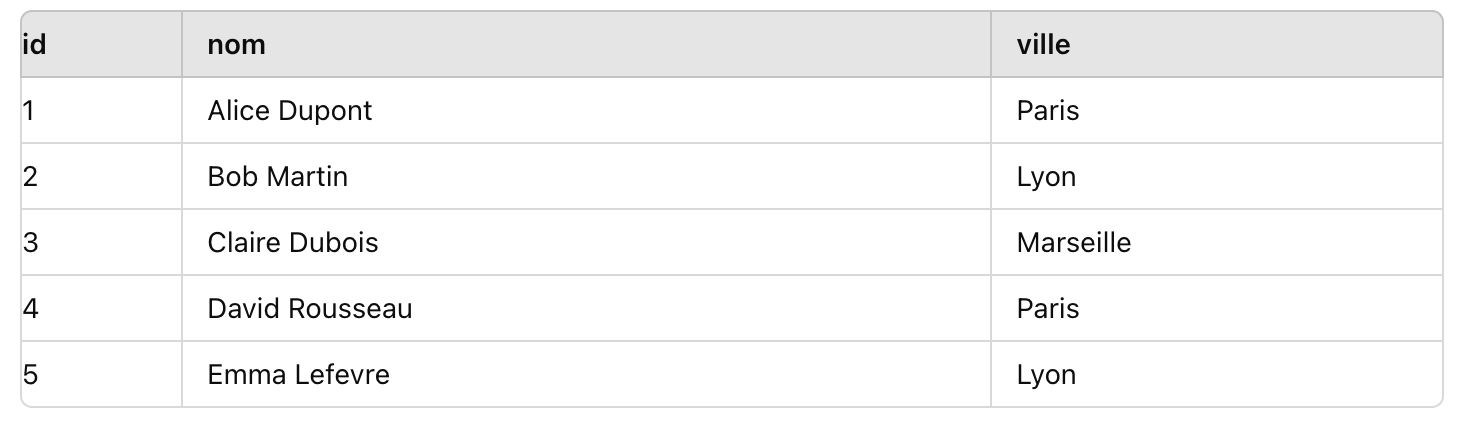 id nom ville
1 Alice Dupont Paris
2 Bob Martin Lyon
3 Claire Dubois Marseille
4 David Rousseau Paris
5 Emma Lefevre Lyon